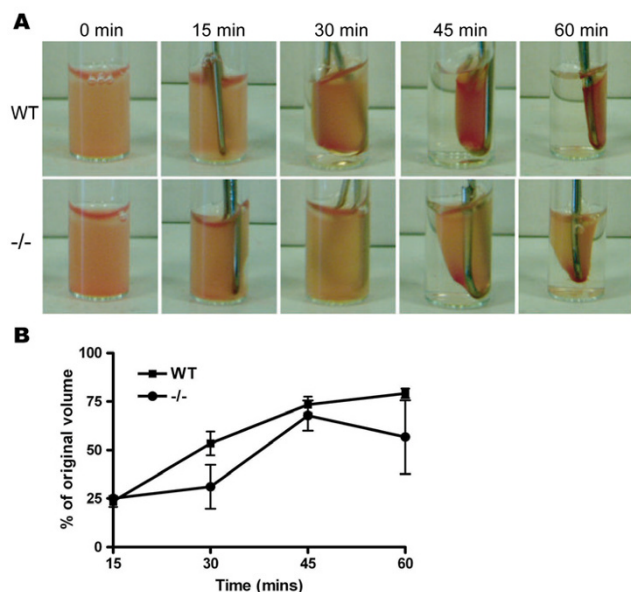 A
0 min 15 min 30 min 45 min 60 min
WT
-/-
B
100
75
50
25
0
WT
-/-
% of original volume
15 30 45 60
Time (mins)